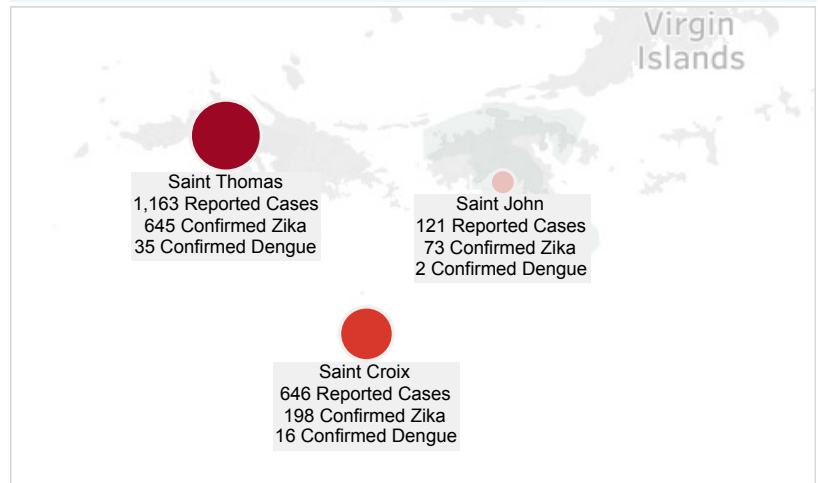 Virgin
Islands
Saint Thomas
1,163 Reported Cases
645 Confirmed Zika
35 Confirmed Dengue
Saint John
121 Reported Cases
73 Confirmed Zika
2 Confirmed Dengue
Saint Croix
646 Reported Cases
198 Confirmed Zika
16 Confirmed Dengue